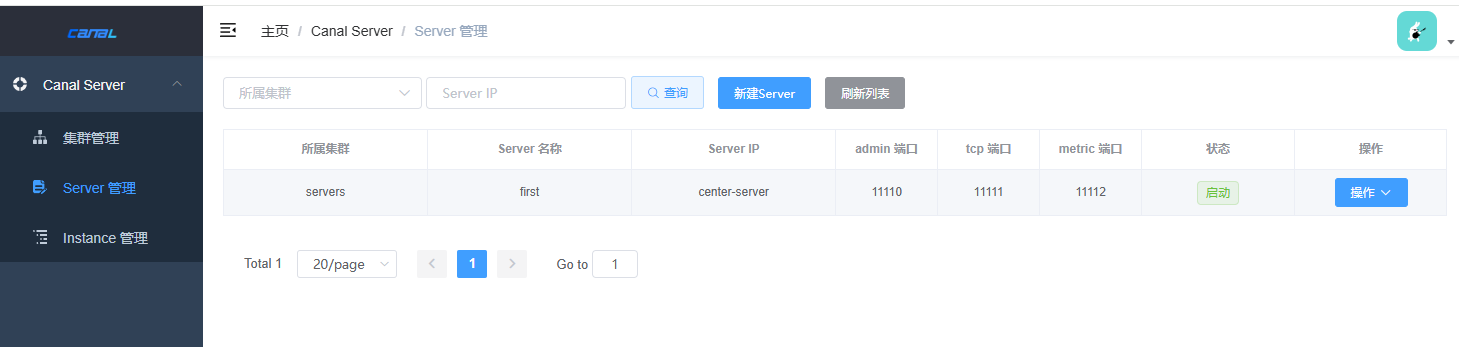 canal
主页 / Canal Server / Server 管理
Canal Server
集群管理
Server 管理
Instance 管理
所属集群 Server IP 查询 新建Server 刷新列表
所属集群 Server 名称 Server IP admin 端口 tcp 端口 metric 端口 状态 操作
servers first center-server 11110 11111 11112 启动 操作
Total 1 20/page 1 Go to 1